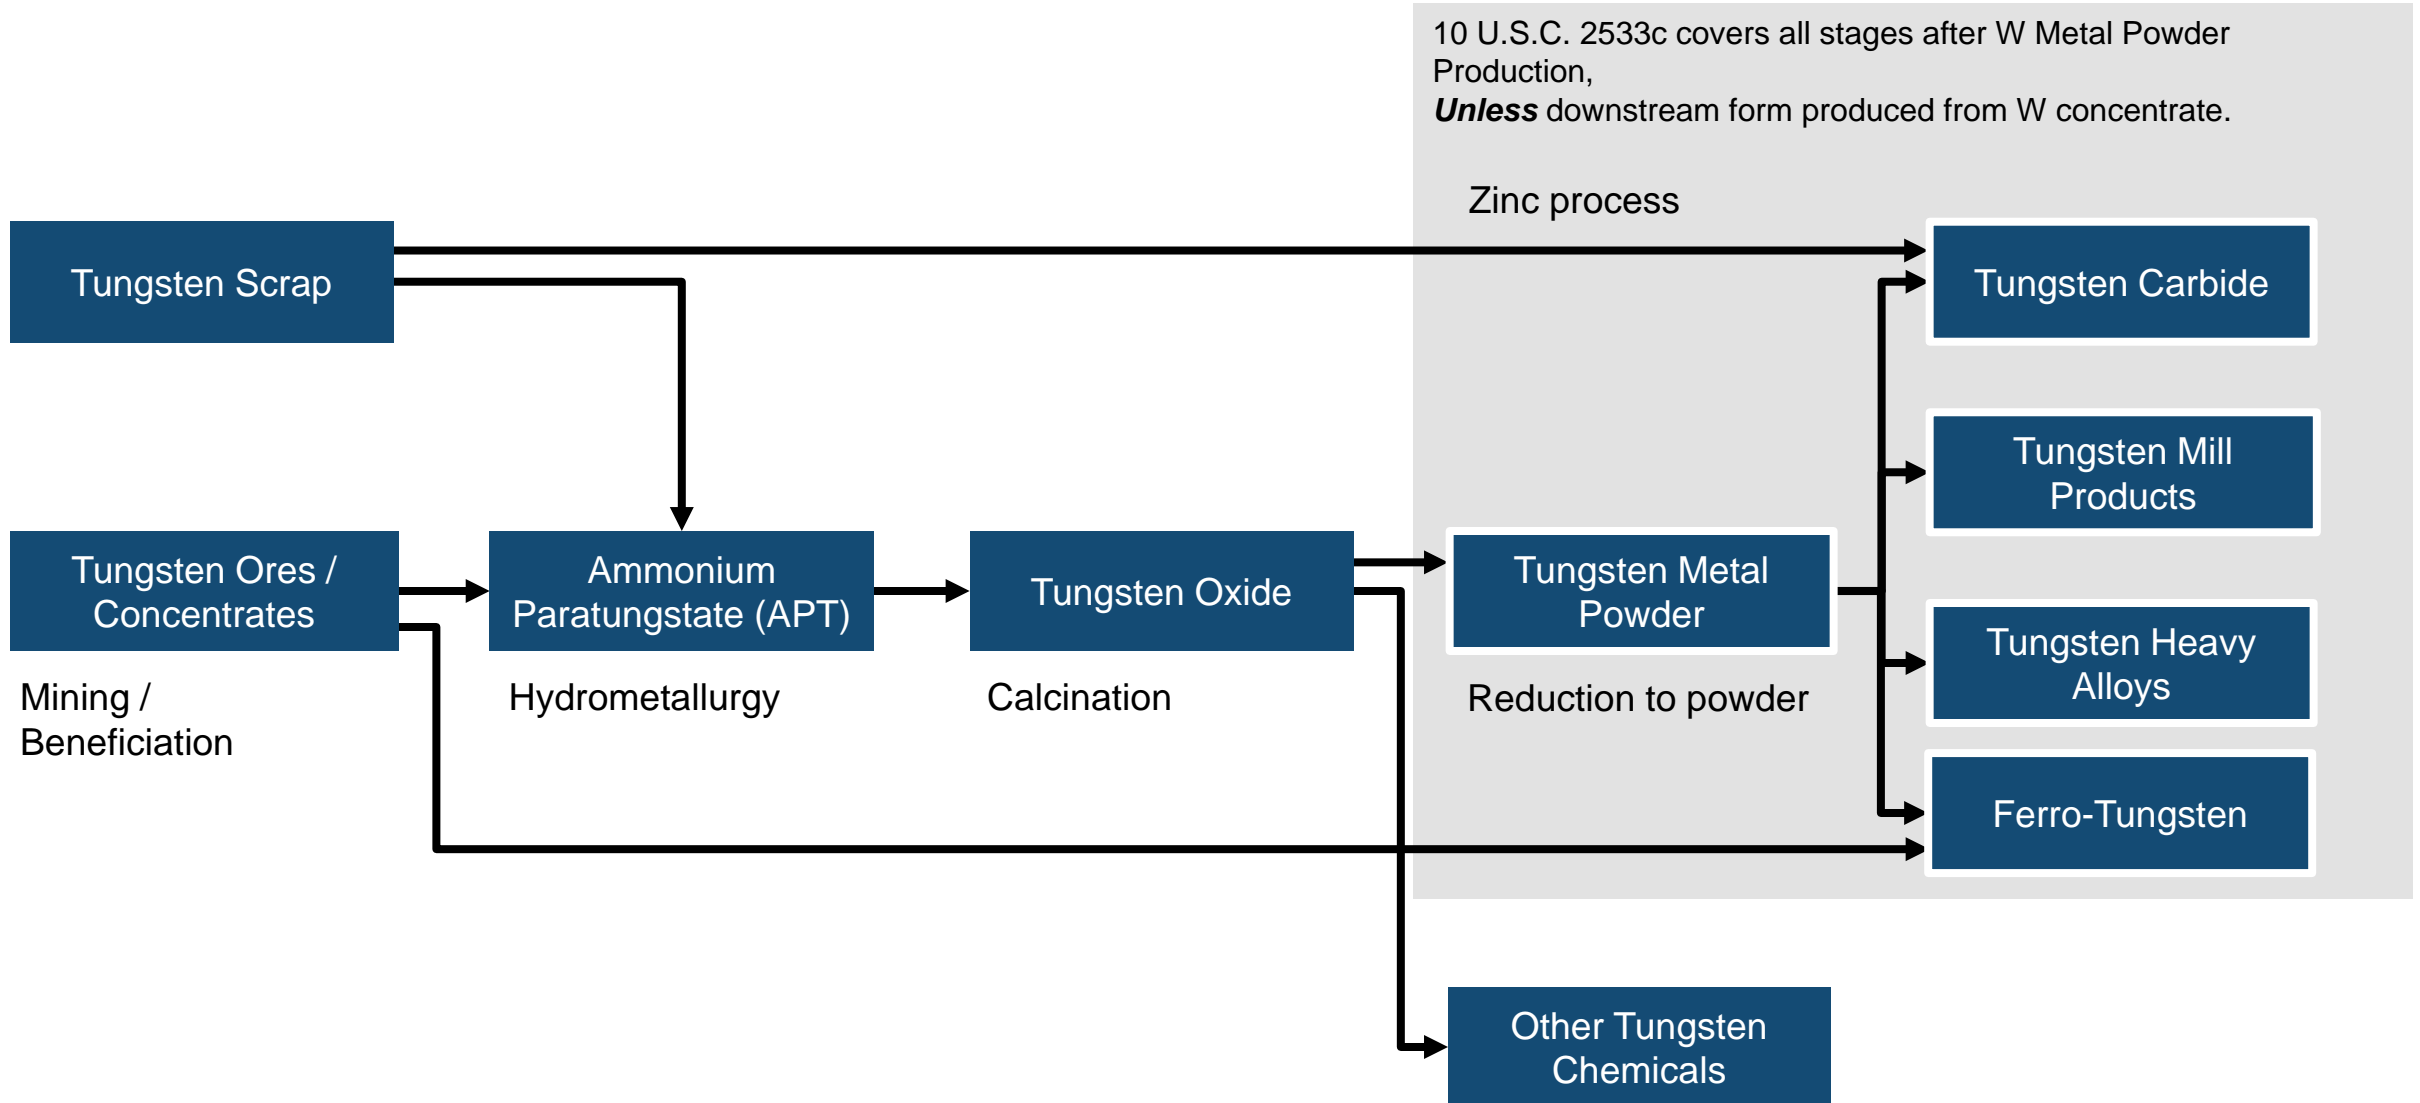 10 U.S.C. 2533c covers all stages after W Metal Powder
Production,
Unless downstream form produced from W concentrate.
Zinc process
Tungsten Scrap
Tungsten Carbide
Tungsten Mill
Products
Tungsten Ores /
Concentrates
Ammonium
Paratungstate (APT)
Tungsten Oxide
Tungsten Metal
Powder
Tungsten Heavy
Alloys
Mining /
Beneficiation
Hydrometallurgy
Calcination
Reduction to powder
Ferro-Tungsten
Other Tungsten
Chemicals